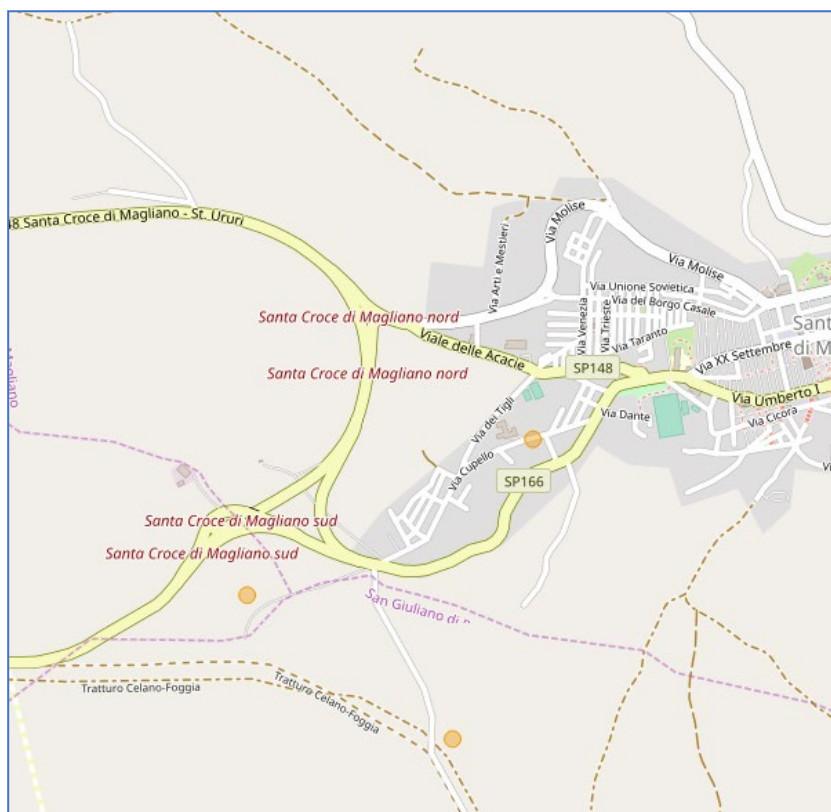 48 Santa Croce di Magliano - St. Ururi
Via Molise
Via Arti e Mestieri
Via Molise
Via Unione Sovietica
Via del Borgo Casale
Santa Croce di Magliano nord
Via Venezia
Via Trieste
Viale delle Acacie
Via Taranto
Sant
di M
Via XX Settembre
Santa Croce di Magliano nord
SP148
Magliano
Via Umberto I
Via dei Tigli
Via Dante
Via Cicora
Via Cupello
SP166
Santa Croce di Magliano sud
Santa Croce di Magliano sud
San Giuliano di
Tratturo Celano-Foggia
Tratturo Celano-Foggia